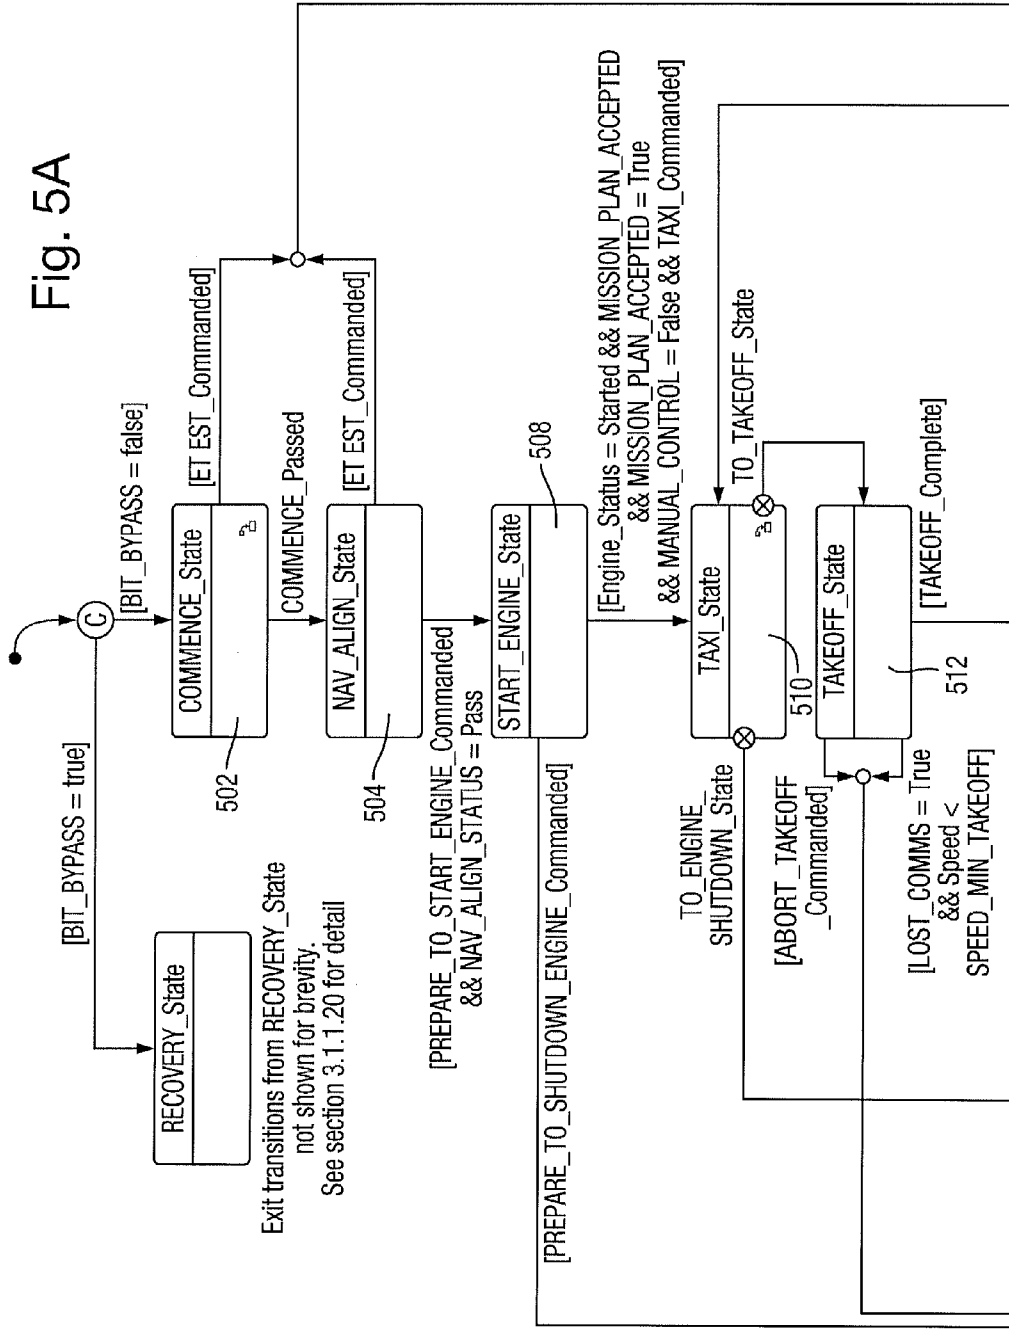 Fig. 5A
C
[BIT_BYPASS = true]
[BIT_BYPASS = false]
RECOVERY_State
Exit transitions from RECOVERY_State
not shown for brevity.
See section 3.1.1.20 for detail
COMMENCE_State
502
[ET EST_Commanded]
COMMENCE_Passed
NAV_ALIGN_State
504
[ET EST_Commanded]
[PREPARE_TO_START_ENGINE_Commanded
&& NAV_ALIGN_STATUS = Pass
START_ENGINE_State
508
[PREPARE_TO_SHUTDOWN_ENGINE_Commanded]
[Engine_Status = Started && MISSION_PLAN_ACCEPTED
&& MISSION_PLAN_ACCEPTED = True
&& MANUAL_CONTROL = False && TAXI_Commanded]
TAXI_State
510
TO_ENGINE_
SHUTDOWN_State
TO_TAKEOFF_State
TAKEOFF_State
512
[ABORT_TAKEOFF
_Commanded]
[LOST_COMMS = True
&& Speed <
SPEED_MIN_TAKEOFF]
[TAKEOFF_Complete]